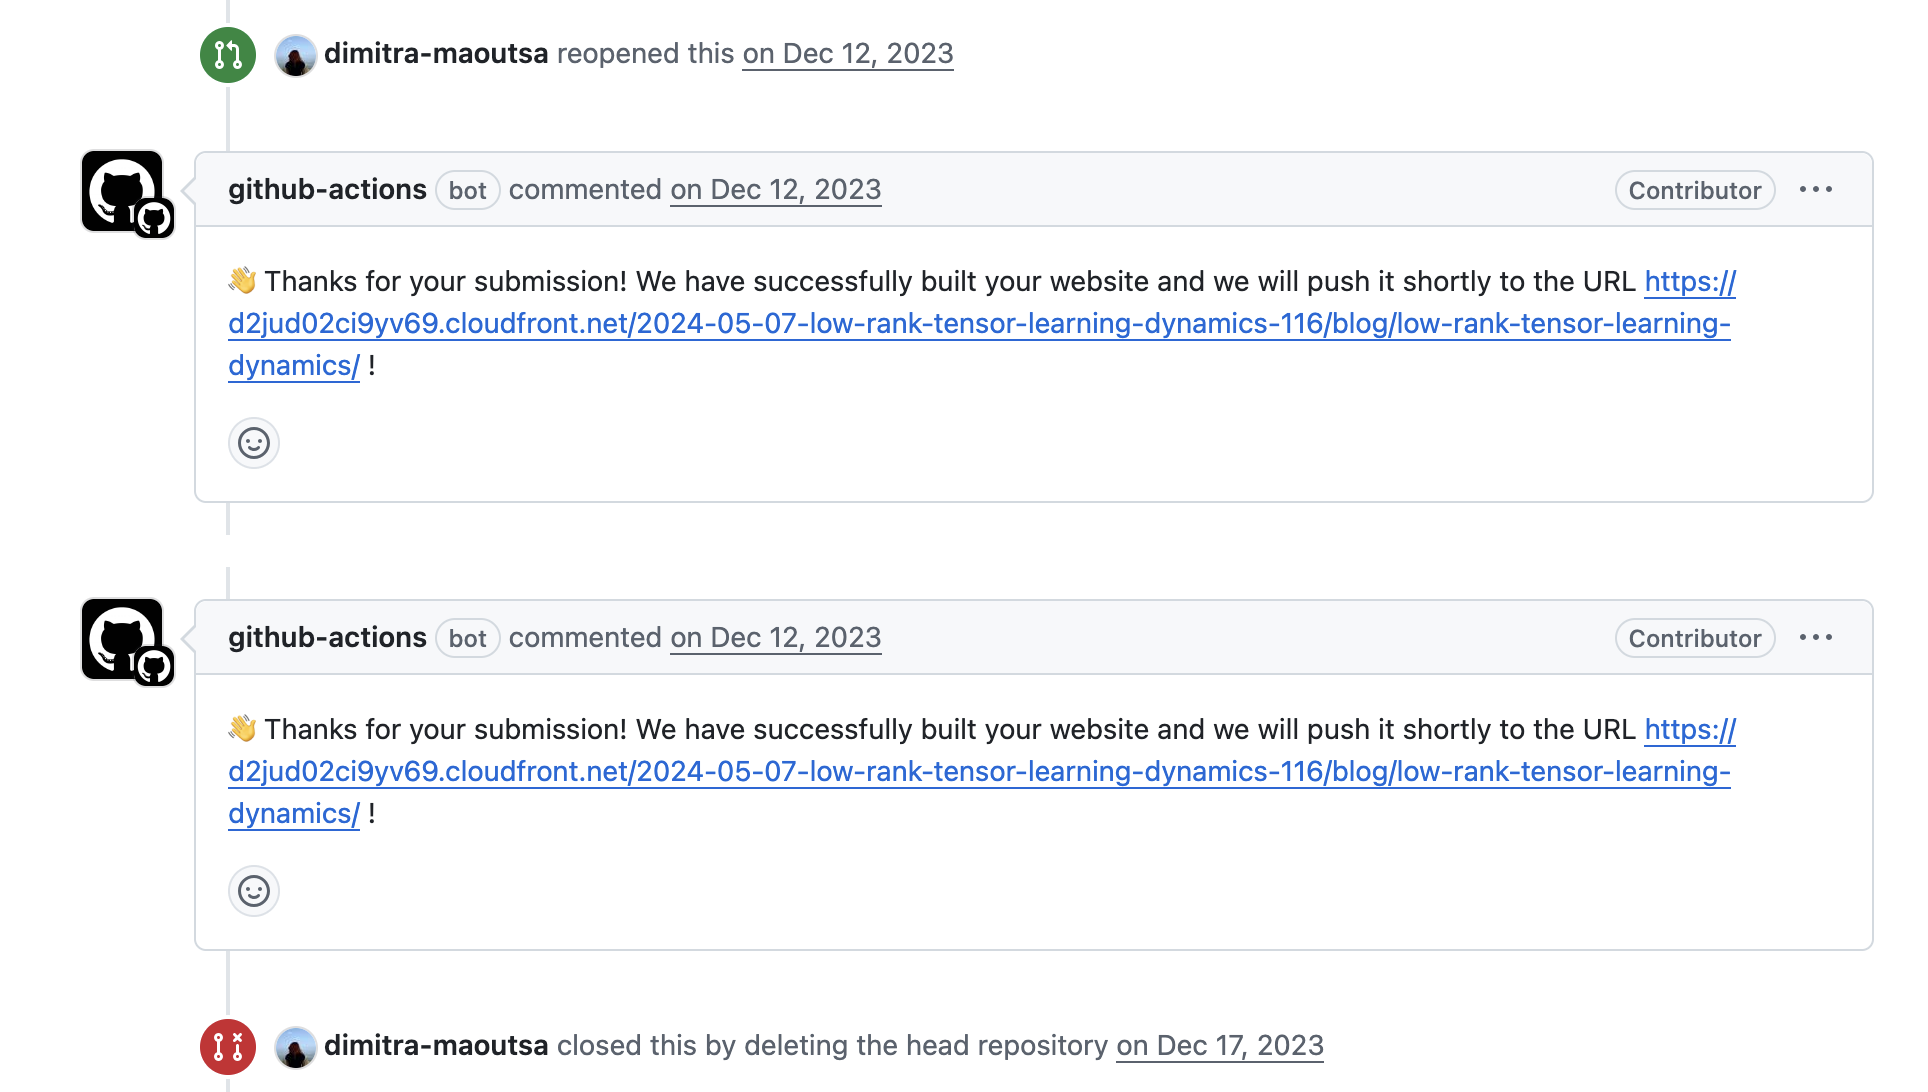 dimitra-maoutsa reopened this on Dec 12, 2023
github-actions bot commented on Dec 12, 2023 Contributor ...
👋 Thanks for your submission! We have successfully built your website and we will push it shortly to the URL https://
d2jud02ci9yv69.cloudfront.net/2024-05-07-low-rank-tensor-learning-dynamics-116/blog/low-rank-tensor-learning-
dynamics/ !
github-actions bot commented on Dec 12, 2023 Contributor ...
👋 Thanks for your submission! We have successfully built your website and we will push it shortly to the URL https://
d2jud02ci9yv69.cloudfront.net/2024-05-07-low-rank-tensor-learning-dynamics-116/blog/low-rank-tensor-learning-
dynamics/ !
dimitra-maoutsa closed this by deleting the head repository on Dec 17, 2023